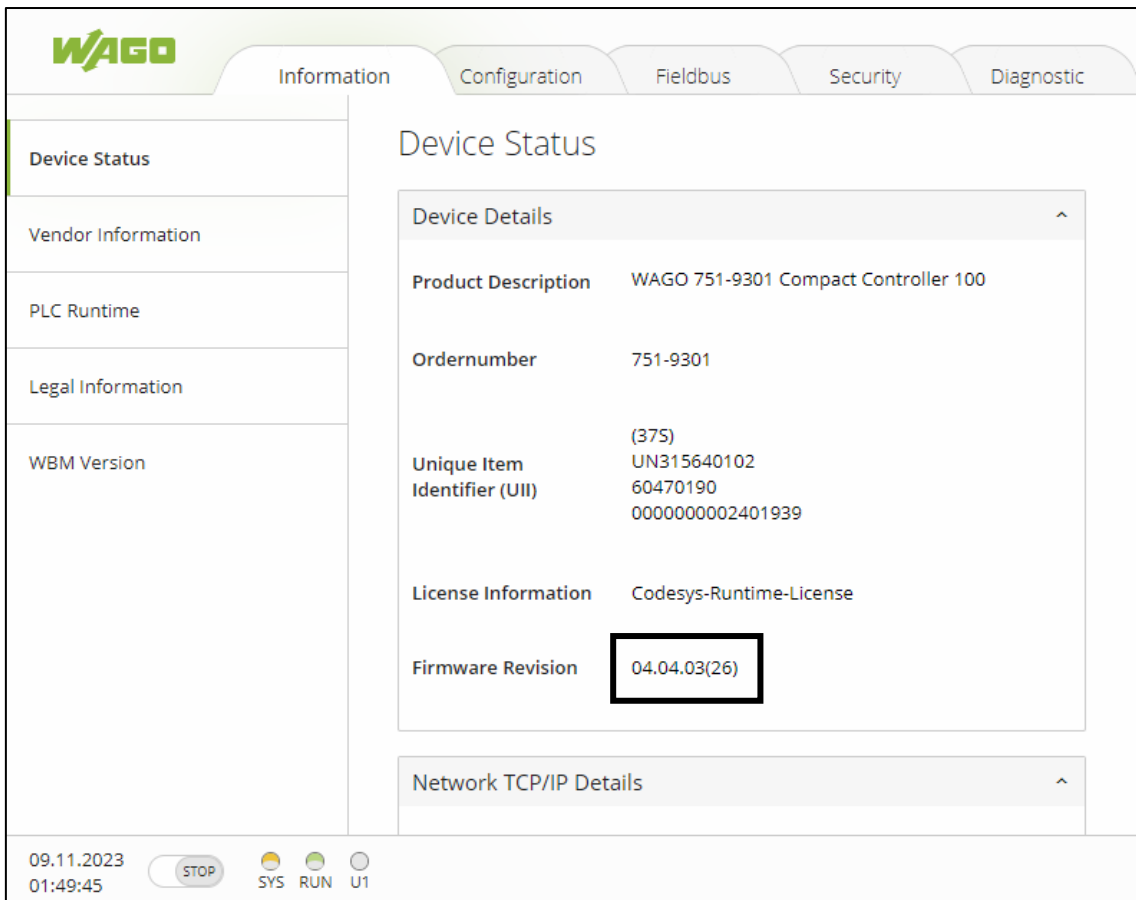 WAGO
Information Configuration Fieldbus Security Diagnostic
Device Status
Vendor Information
PLC Runtime
Legal Information
WBM Version
Device Status
Device Details
Product Description WAGO 751-9301 Compact Controller 100
Ordernumber 751-9301
Unique Item
Identifier (UII)
(37S)
UN315640102
60470190
0000000002401939
License Information Codesys-Runtime-License
Firmware Revision 04.04.03(26)
Network TCP/IP Details
09.11.2023
01:49:45
STOP
SYS RUN U1